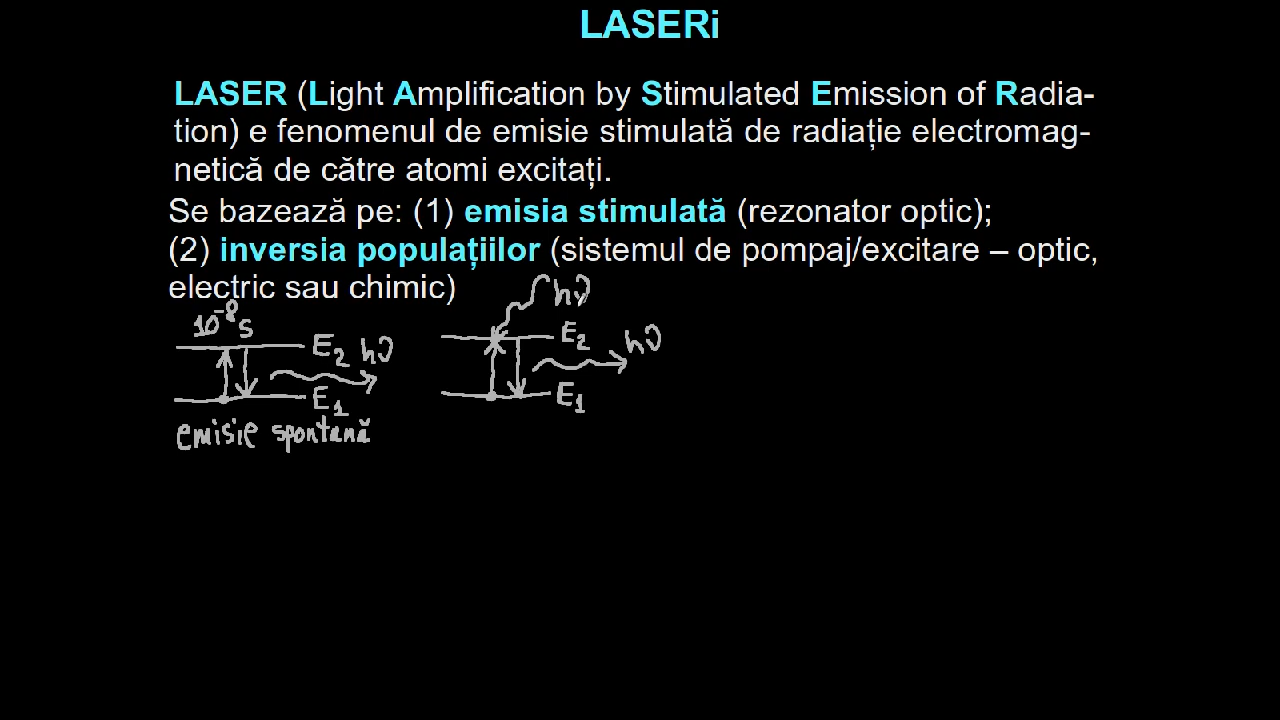 LASERi
LASER (Light Amplification by Stimulated Emission of Radia-
tion) e fenomenul de emisie stimulată de radiație electromag-
netică de către atomi excitați.
Se bazează pe: (1) emisia stimulată (rezonator optic);
(2) inversia populațiilor (sistemul de pompaj/excitare – optic,
electric sau chimic)
hν
10⁻⁸s
E₂ hν
E₂ hν
E₁
E₁
emisie spontană